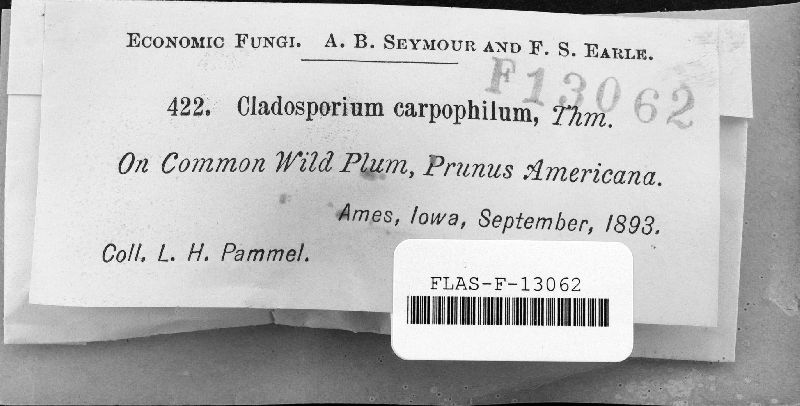 Economic Fungi. A. B. Seymour and F. S. Earle.
F13062
422. Cladosporium carpophilum, Thm.
On Common Wild Plum, Prunus Americana.
Ames, Iowa, September, 1893.
Coll. L. H. Pammel.
FLAS-F-13062